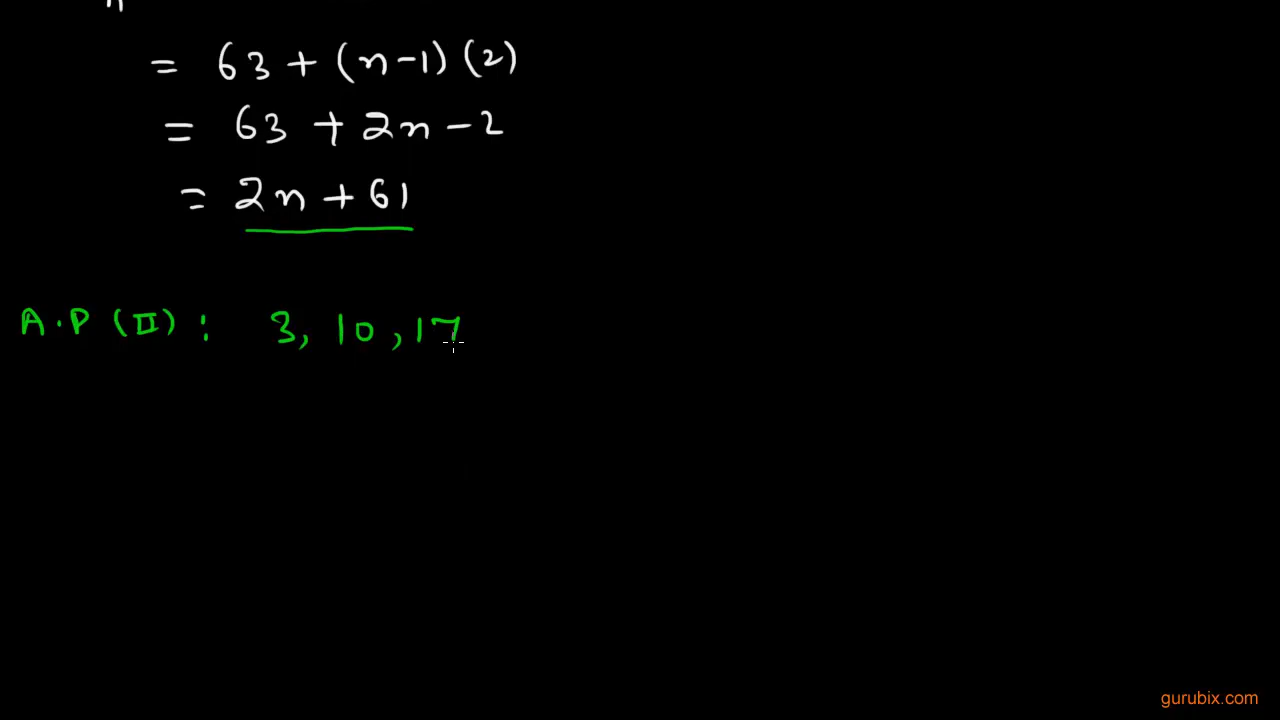 = 63 + (n-1) (2)
= 63 + 2n - 2
= 2n + 61
A.P (II) : 3, 10, 17
gurubix.com